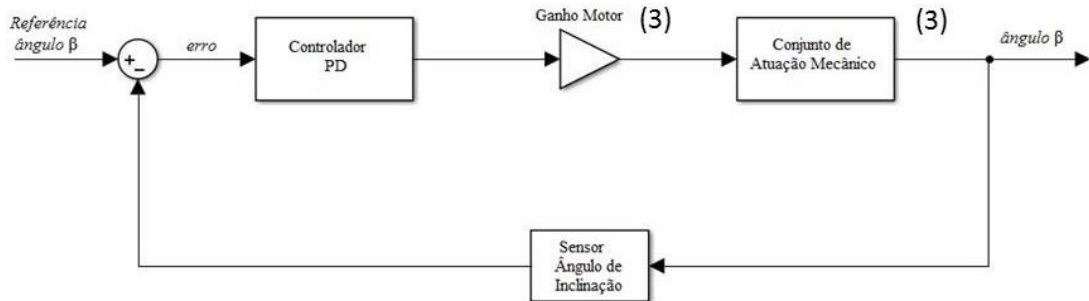 Referência
ângulo β
+
-
erro
Controlador
PD
Ganho Motor
(3)
Conjunto de
Atuação Mecânico
(3)
ângulo β
Sensor
Ângulo de
Inclinação